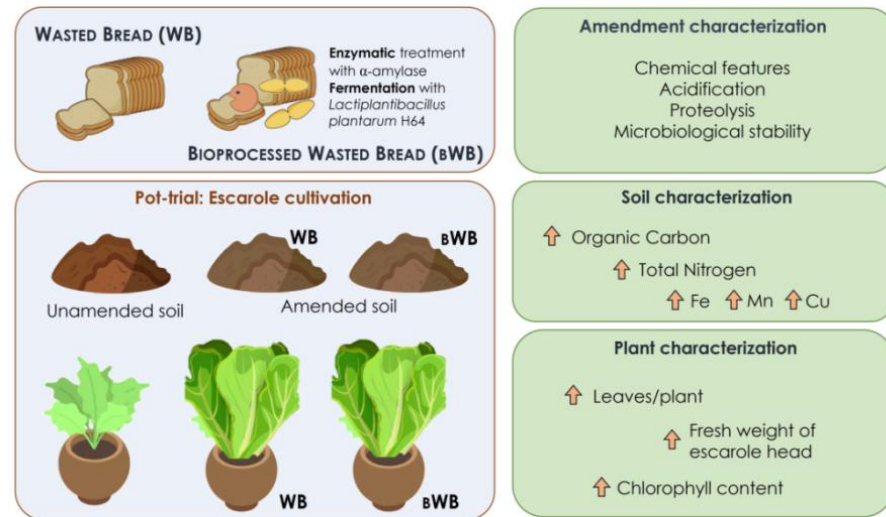 WASTED BREAD (WB)
Enzymatic treatment
with α-amylase
Fermentation with
Lactiplantibacillus
plantarum H64
BIOPROCESSED WASTED BREAD (BWB)
Amendment characterization
Chemical features
Acidification
Proteolysis
Microbiological stability
Pot-trial: Escarole cultivation
WB
BWB
Unamended soil
Amended soil
WB
BWB
Soil characterization
Organic Carbon
Total Nitrogen
Fe Mn Cu
Plant characterization
Leaves/plant
Fresh weight of
escarole head
Chlorophyll content